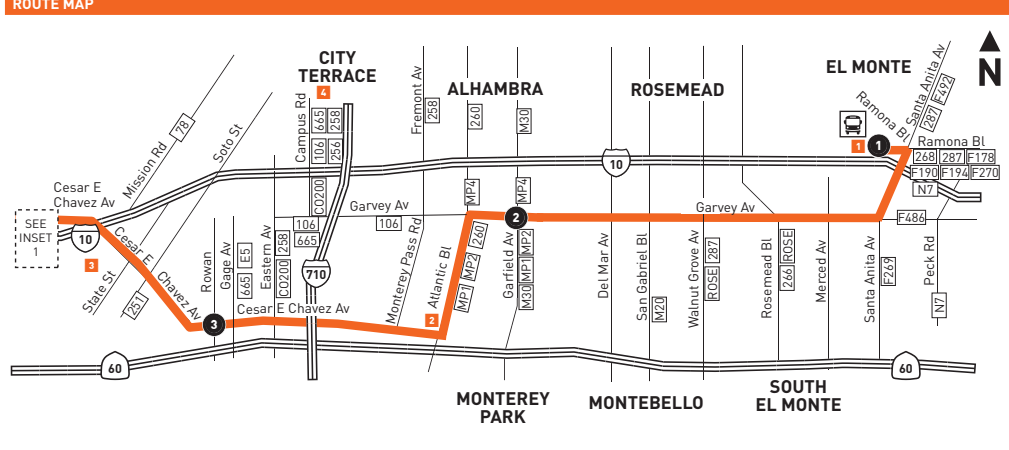 ROUTE MAP
CITY
TERRACE
4
ALHAMBRA
ROSEMEAD
EL MONTE
N
Mission Rd
78
Soto St
Campus Rd
665
258
106
256
CO200
Fremont Av
258
260
M30
MP4
MP4
10
Ramona Bl
Santa Anita Av
287
F492
1
1
Ramona Bl
268
287
F178
F190
F194
F270
N7
Cesar E
Chavez Av
SEE
INSET
1
10
3
Cesar E
Chavez Av
State St
251
Rowan
3
Gage Av
665
E5
Eastern Av
CO200
258
106
665
710
Garvey Av
106
Monterey Pass Rd
Cesar E Chavez Av
2
Atlantic Bl
MP1
MP2
260
2
Garfield Av
M30
MP1
MP2
Garvey Av
F486
Del Mar Av
San Gabriel Bl
M20
Walnut Grove Av
ROSE
287
Rosemead Bl
266
ROSE
Merced Av
Santa Anita Av
F269
Peck Rd
N7
60
60
MONTEREY
PARK
MONTEBELLO
SOUTH
EL MONTE